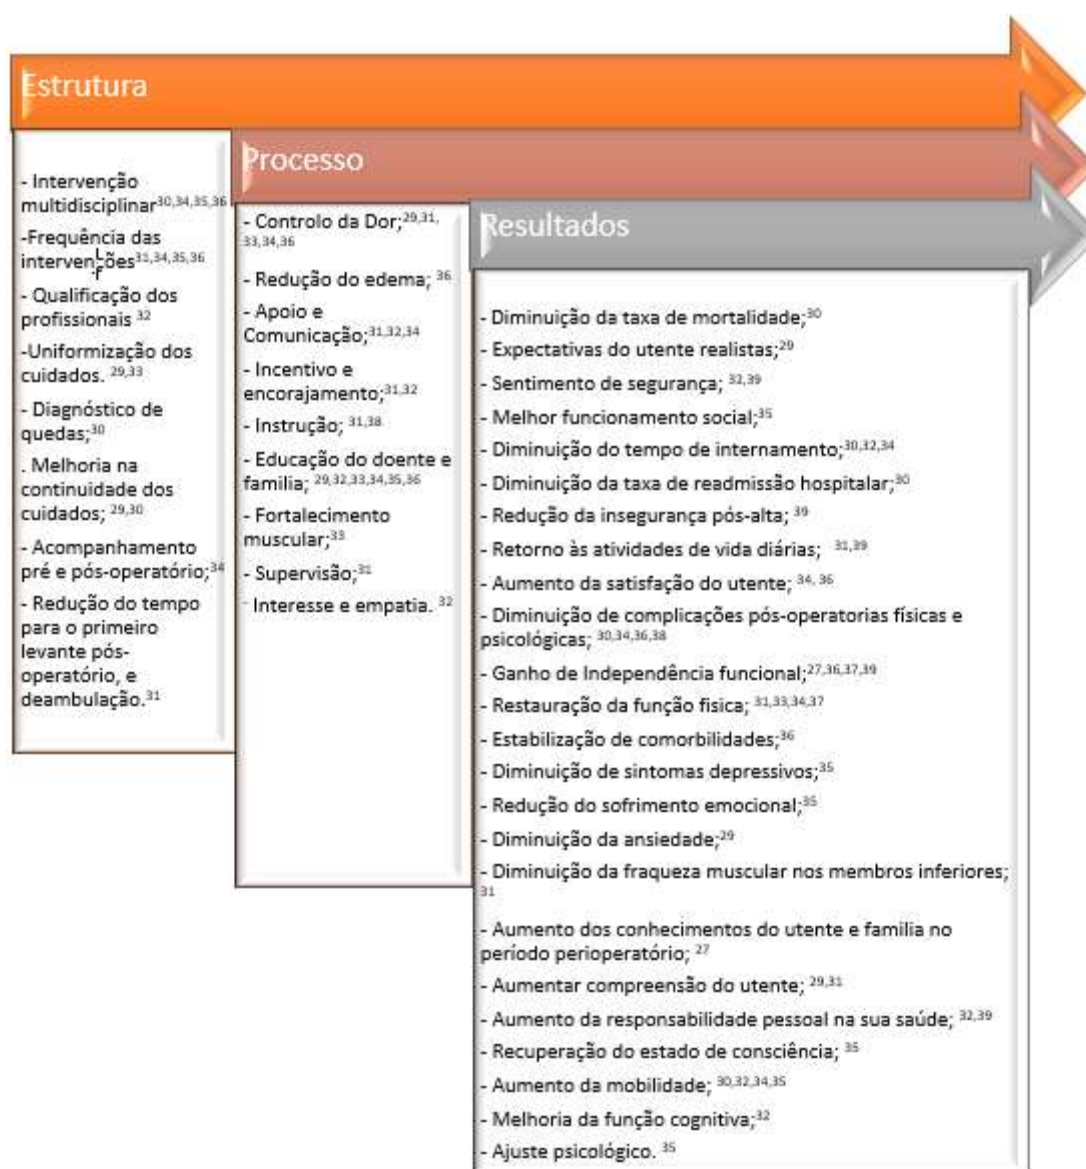 Estrutura
- Intervenção
multidisciplinar30,34,35,36
-Frequência das
intervenções31,34,35,36
- Qualificação dos
profissionais 32
-Uniformização dos
cuidados. 29,33
- Diagnóstico de
quedas;30
. Melhoria na
continuidade dos
cuidados; 29,30
- Acompanhamento
pré e pós-operatório;34
- Redução do tempo
para o primeiro
levante pós-
operatório, e
deambulação.31
Processo
- Controlo da Dor;29,31,
33,34,36
- Redução do edema; 36
- Apoio e
Comunicação;31,32,34
- Incentivo e
encorajamento;31,32
- Instrução; 31,38
- Educação do doente e
familia; 29,32,33,34,35,36
- Fortalecimento
muscular;33
- Supervisão;31
- Interesse e empatia. 32
Resultados
- Diminuição da taxa de mortalidade;30
- Expectativas do utente realistas;29
- Sentimento de segurança; 32,39
- Melhor funcionamento social;35
- Diminuição do tempo de internamento;30,32,34
- Diminuição da taxa de readmissão hospitalar;30
- Redução da insegurança pós-alta; 39
- Retorno às atividades de vida diárias; 31,39
- Aumento da satisfação do utente; 34, 36
- Diminuição de complicações pós-operatorias físicas e
psicológicas; 30,34,36,38
- Ganho de Independência funcional;27,36,37,39
- Restauração da função fisica; 31,33,34,37
- Estabilização de comorbilidades;36
- Diminuição de sintomas depressivos;35
- Redução do sofrimento emocional;35
- Diminuição da ansiedade;29
- Diminuição da fraqueza muscular nos membros inferiores;
31
- Aumento dos conhecimentos do utente e familia no
período perioperatório; 27
- Aumentar compreensão do utente; 29,31
- Aumento da responsabilidade pessoal na sua saúde; 32,39
- Recuperação do estado de consciência; 35
- Aumento da mobilidade; 30,32,34,35
- Melhoria da função cognitiva;32
- Ajuste psicológico. 35